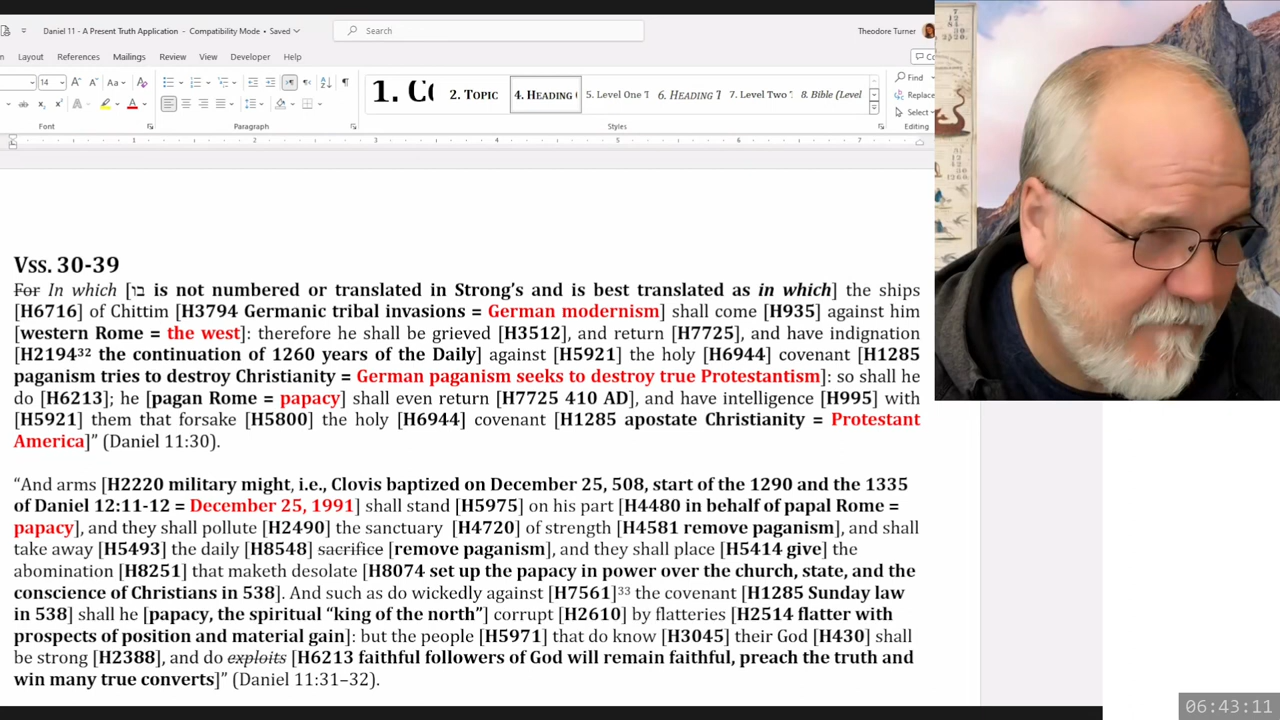 Daniel 11 - A Present Truth Application - Compatibility Mode • Saved
Search
Theodore Turner
Layout References Mailings Review View Developer Help
14
Aa
Find
Replace
Select
1. Co
2. TOPIC
4. HEADING
5. Level One T
6. HEADING T
7. Level Two T
8. Bible (Level
Font
Paragraph
Styles
Editing
1 2 3 4 5 6 7
VSS. 30-39
For In which [בו is not numbered or translated in Strong’s and is best translated as in which] the ships
[H6716] of Chittim [H3794 Germanic tribal invasions = German modernism] shall come [H935] against him
[western Rome = the west]: therefore he shall be grieved [H3512], and return [H7725], and have indignation
[H2194³² the continuation of 1260 years of the Daily] against [H5921] the holy [H6944] covenant [H1285
paganism tries to destroy Christianity = German paganism seeks to destroy true Protestantism]: so shall he
do [H6213]; he [pagan Rome = papacy] shall even return [H7725 410 AD], and have intelligence [H995] with
[H5921] them that forsake [H5800] the holy [H6944] covenant [H1285 apostate Christianity = Protestant
America]” (Daniel 11:30).
“And arms [H2220 military might, i.e., Clovis baptized on December 25, 508, start of the 1290 and the 1335
of Daniel 12:11-12 = December 25, 1991] shall stand [H5975] on his part [H4480 in behalf of papal Rome =
papacy], and they shall pollute [H2490] the sanctuary [H4720] of strength [H4581 remove paganism], and shall
take away [H5493] the daily [H8548] sacrifice [remove paganism], and they shall place [H5414 give] the
abomination [H8251] that maketh desolate [H8074 set up the papacy in power over the church, state, and the
conscience of Christians in 538]. And such as do wickedly against [H7561]³³ the covenant [H1285 Sunday law
in 538] shall he [papacy, the spiritual “king of the north”] corrupt [H2610] by flatteries [H2514 flatter with
prospects of position and material gain]: but the people [H5971] that do know [H3045] their God [H430] shall
be strong [H2388], and do exploits [H6213 faithful followers of God will remain faithful, preach the truth and
win many true converts]” (Daniel 11:31–32).
06:43:11